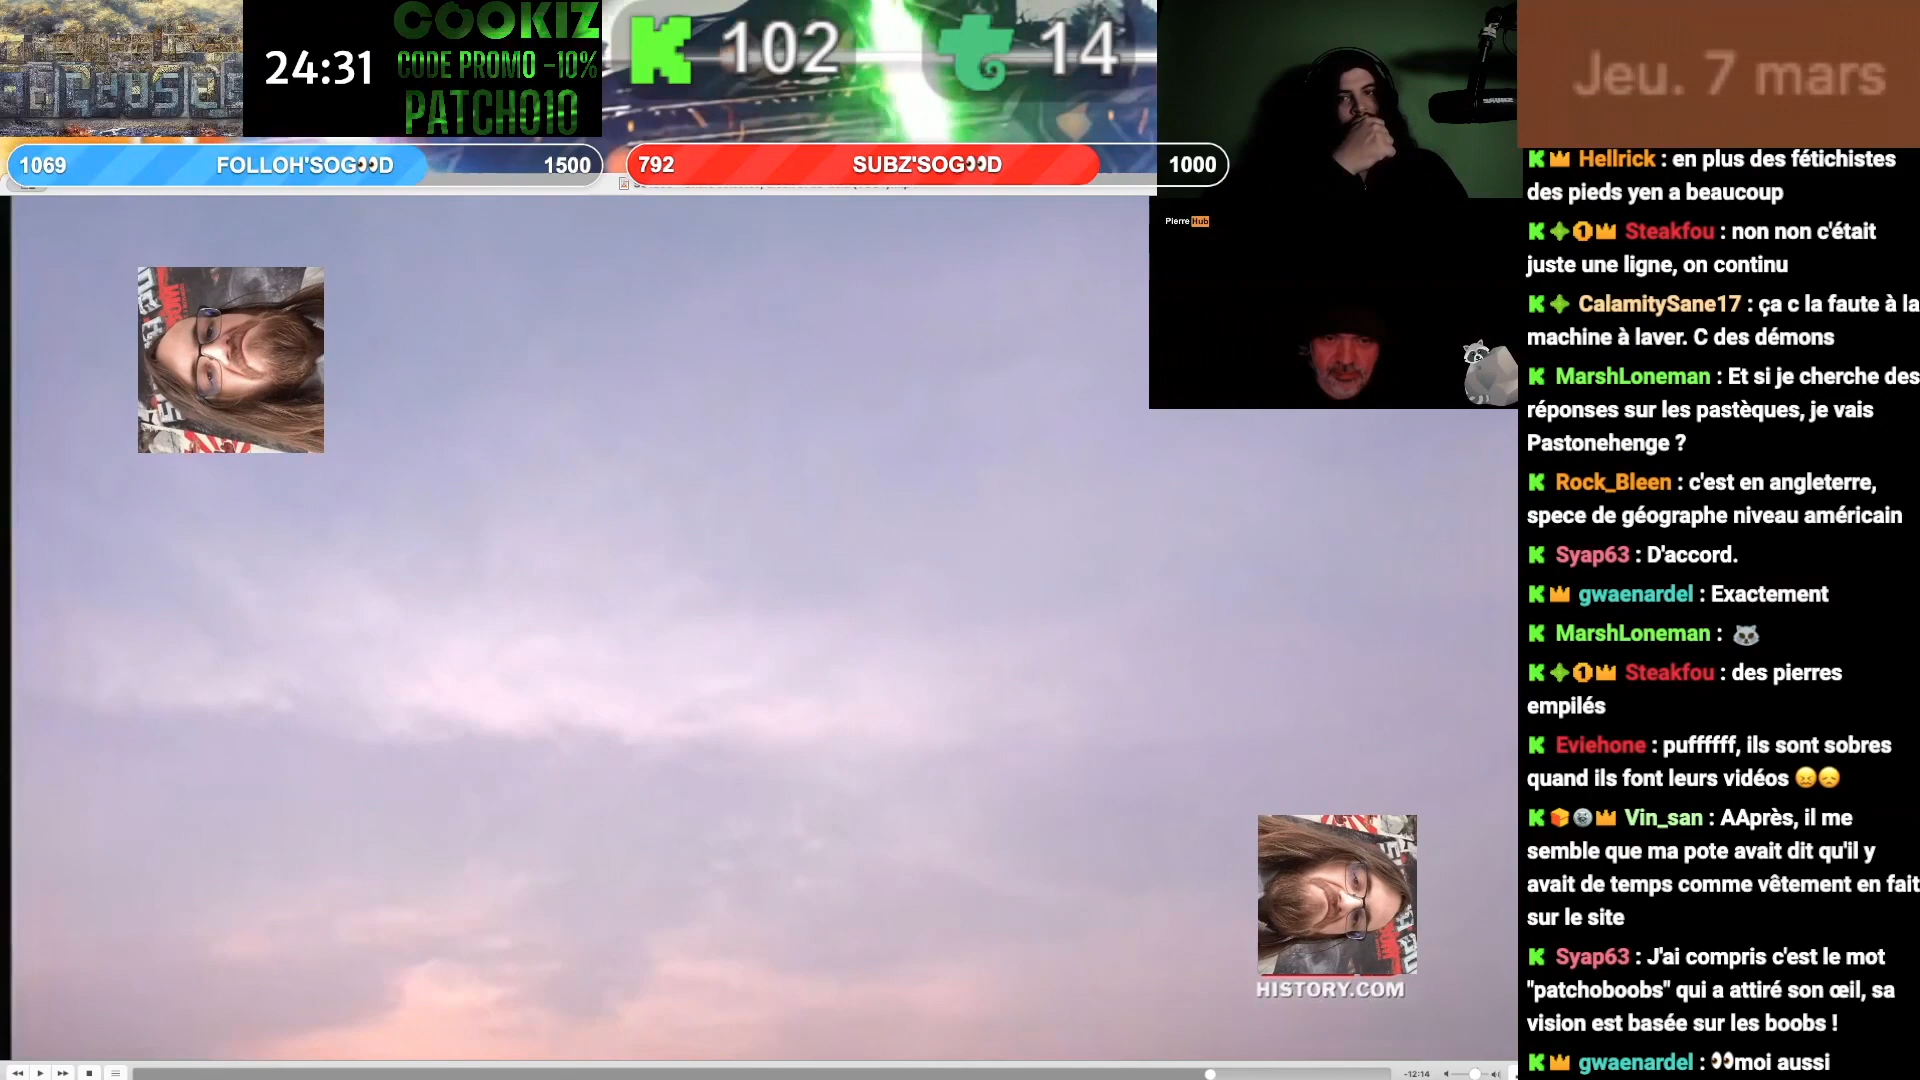 24:31
COOKIZ
CODE PROMO -10%
PATCHO10
102
14
Jeu. 7 mars
1069
FOLLOH'SOG👀D
1500
792
SUBZ'SOG👀D
1000
Pierre Hub
HISTORY.COM
-12:14
Hellrick : en plus des fétichistes
des pieds yen a beaucoup
Steakfou : non non c'était
juste une ligne, on continu
CalamitySane17 : ça c la faute à la
machine à laver. C des démons
MarshLoneman : Et si je cherche des
réponses sur les pastèques, je vais
Pastonehenge ?
Rock_Bleen : c'est en angleterre,
spece de géographe niveau américain
Syap63 : D'accord.
gwaenardel : Exactement
MarshLoneman : 🦝
Steakfou : des pierres
empilés
Eviehone : puffffff, ils sont sobres
quand ils font leurs vidéos 😖😞
Vin_san : AAprès, il me
semble que ma pote avait dit qu'il y
avait de temps comme vêtement en fait
sur le site
Syap63 : J'ai compris c'est le mot
"patchoboobs" qui a attiré son œil, sa
vision est basée sur les boobs !
gwaenardel : 👀moi aussi